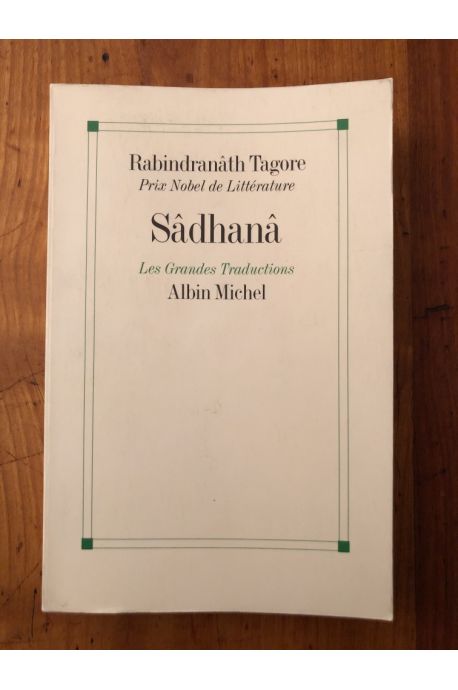 Rabindranâth Tagore
Prix Nobel de Littérature
Sâdhanâ
Les Grandes Traductions
Albin Michel